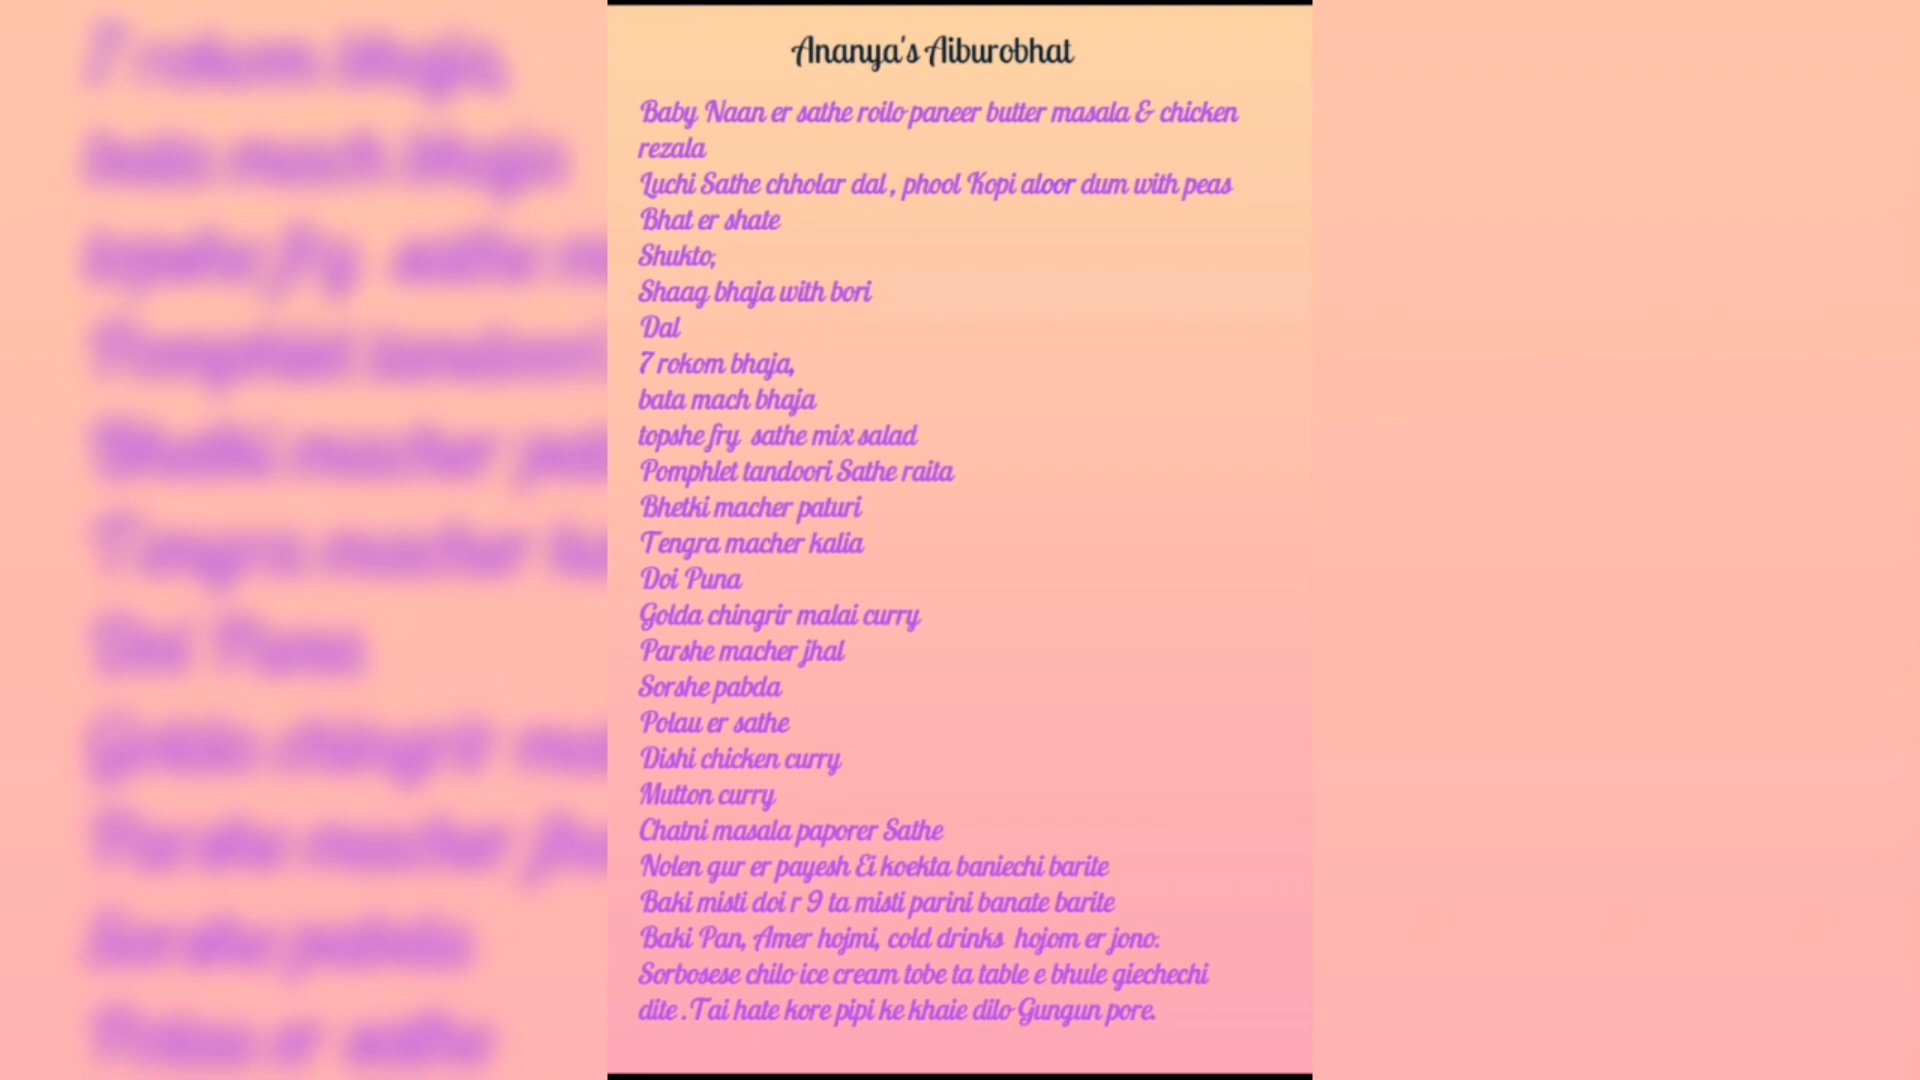 Ananya's Aiburobhat
Baby Naan er sathe roilo paneer butter masala & chicken
rezala
Luchi Sathe chholar dal , phool Kopi aloor dum with peas
Bhat er shate
Shukto,
Shaag bhaja with bori
Dal
7 rokom bhaja,
bata mach bhaja
topshe fry  sathe mix salad
Pomphlet tandoori Sathe raita
Bhetki macher paturi
Tengra macher kalia
Doi Puna
Golda chingrir malai curry
Parshe macher jhal
Sorshe pabda
Polau er sathe
Dishi chicken curry
Mutton curry
Chatni masala paporer Sathe
Nolen gur er payesh Ei koekta baniechi barite
Baki misti doi r 9 ta misti parini banate barite
Baki Pan, Amer hojmi, cold drinks  hojom er jono.
Sorbosese chilo ice cream tobe ta table e bhule giechechi
dite .Tai hate kore pipi ke khaie dilo Gungun pore.